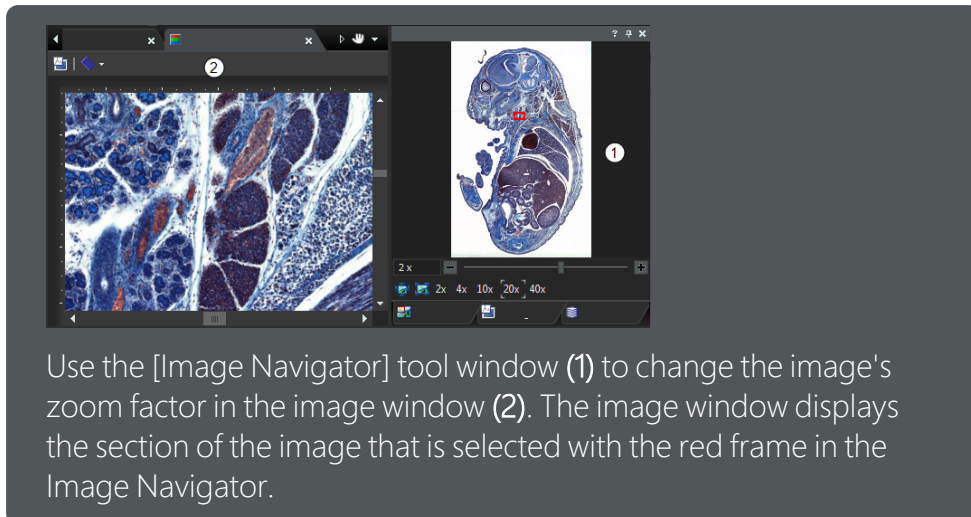 2
1
2 x
2x 4x 10x 20x 40x
Use the [Image Navigator] tool window (1) to change the image's
zoom factor in the image window (2). The image window displays
the section of the image that is selected with the red frame in the
Image Navigator.